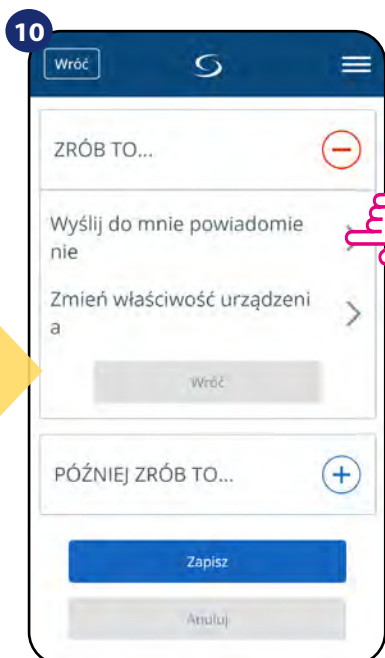 10
Wróć
ZRÓB TO...
Wyślij do mnie powiadomie
nie
Zmień właściwość urządzeni
a
Wróć
PÓŹNIEJ ZRÓB TO...
Zapisz
Anuluj